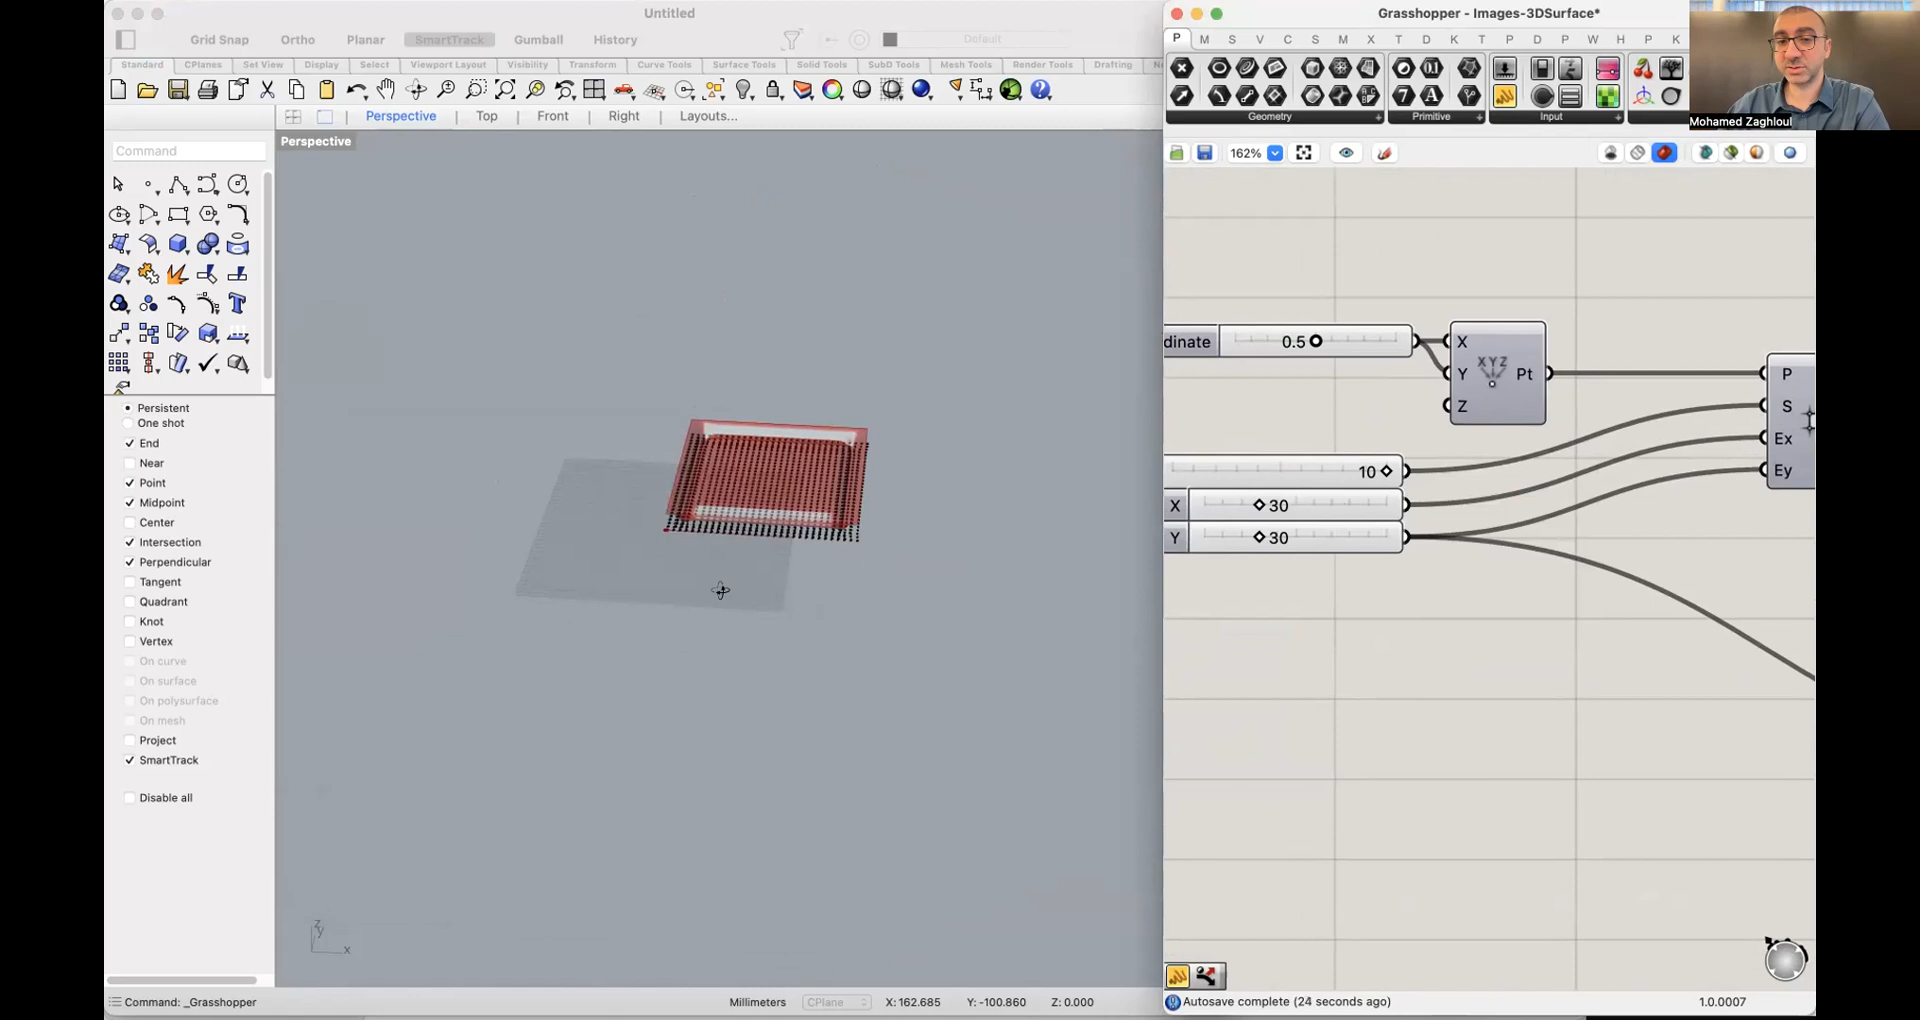 Untitled
Grid Snap Ortho Planar SmartTrack Gumball History Default
Standard CPlanes Set View Display Select Viewport Layout Visibility Transform Curve Tools Surface Tools Solid Tools SubD Tools Mesh Tools Render Tools Drafting
Perspective Top Front Right Layouts...
Perspective
Command
Persistent
One shot
End
Near
Point
Midpoint
Center
Intersection
Perpendicular
Tangent
Quadrant
Knot
Vertex
On curve
On surface
On polysurface
On mesh
Project
SmartTrack
Disable all
z
y
x
Command: _Grasshopper
Millimeters CPlane X: 162.685 Y: -100.860 Z: 0.000
Grasshopper - Images-3DSurface*
P M S V C S M X T D K T P D P W H P K
Geometry Primitive Input
162%
dinate 0.5
X
Y
Z
XYZ
Pt
10
X 30
Y 30
P
S
Ex
Ey
Autosave complete (24 seconds ago) 1.0.0007
Mohamed Zaghloul